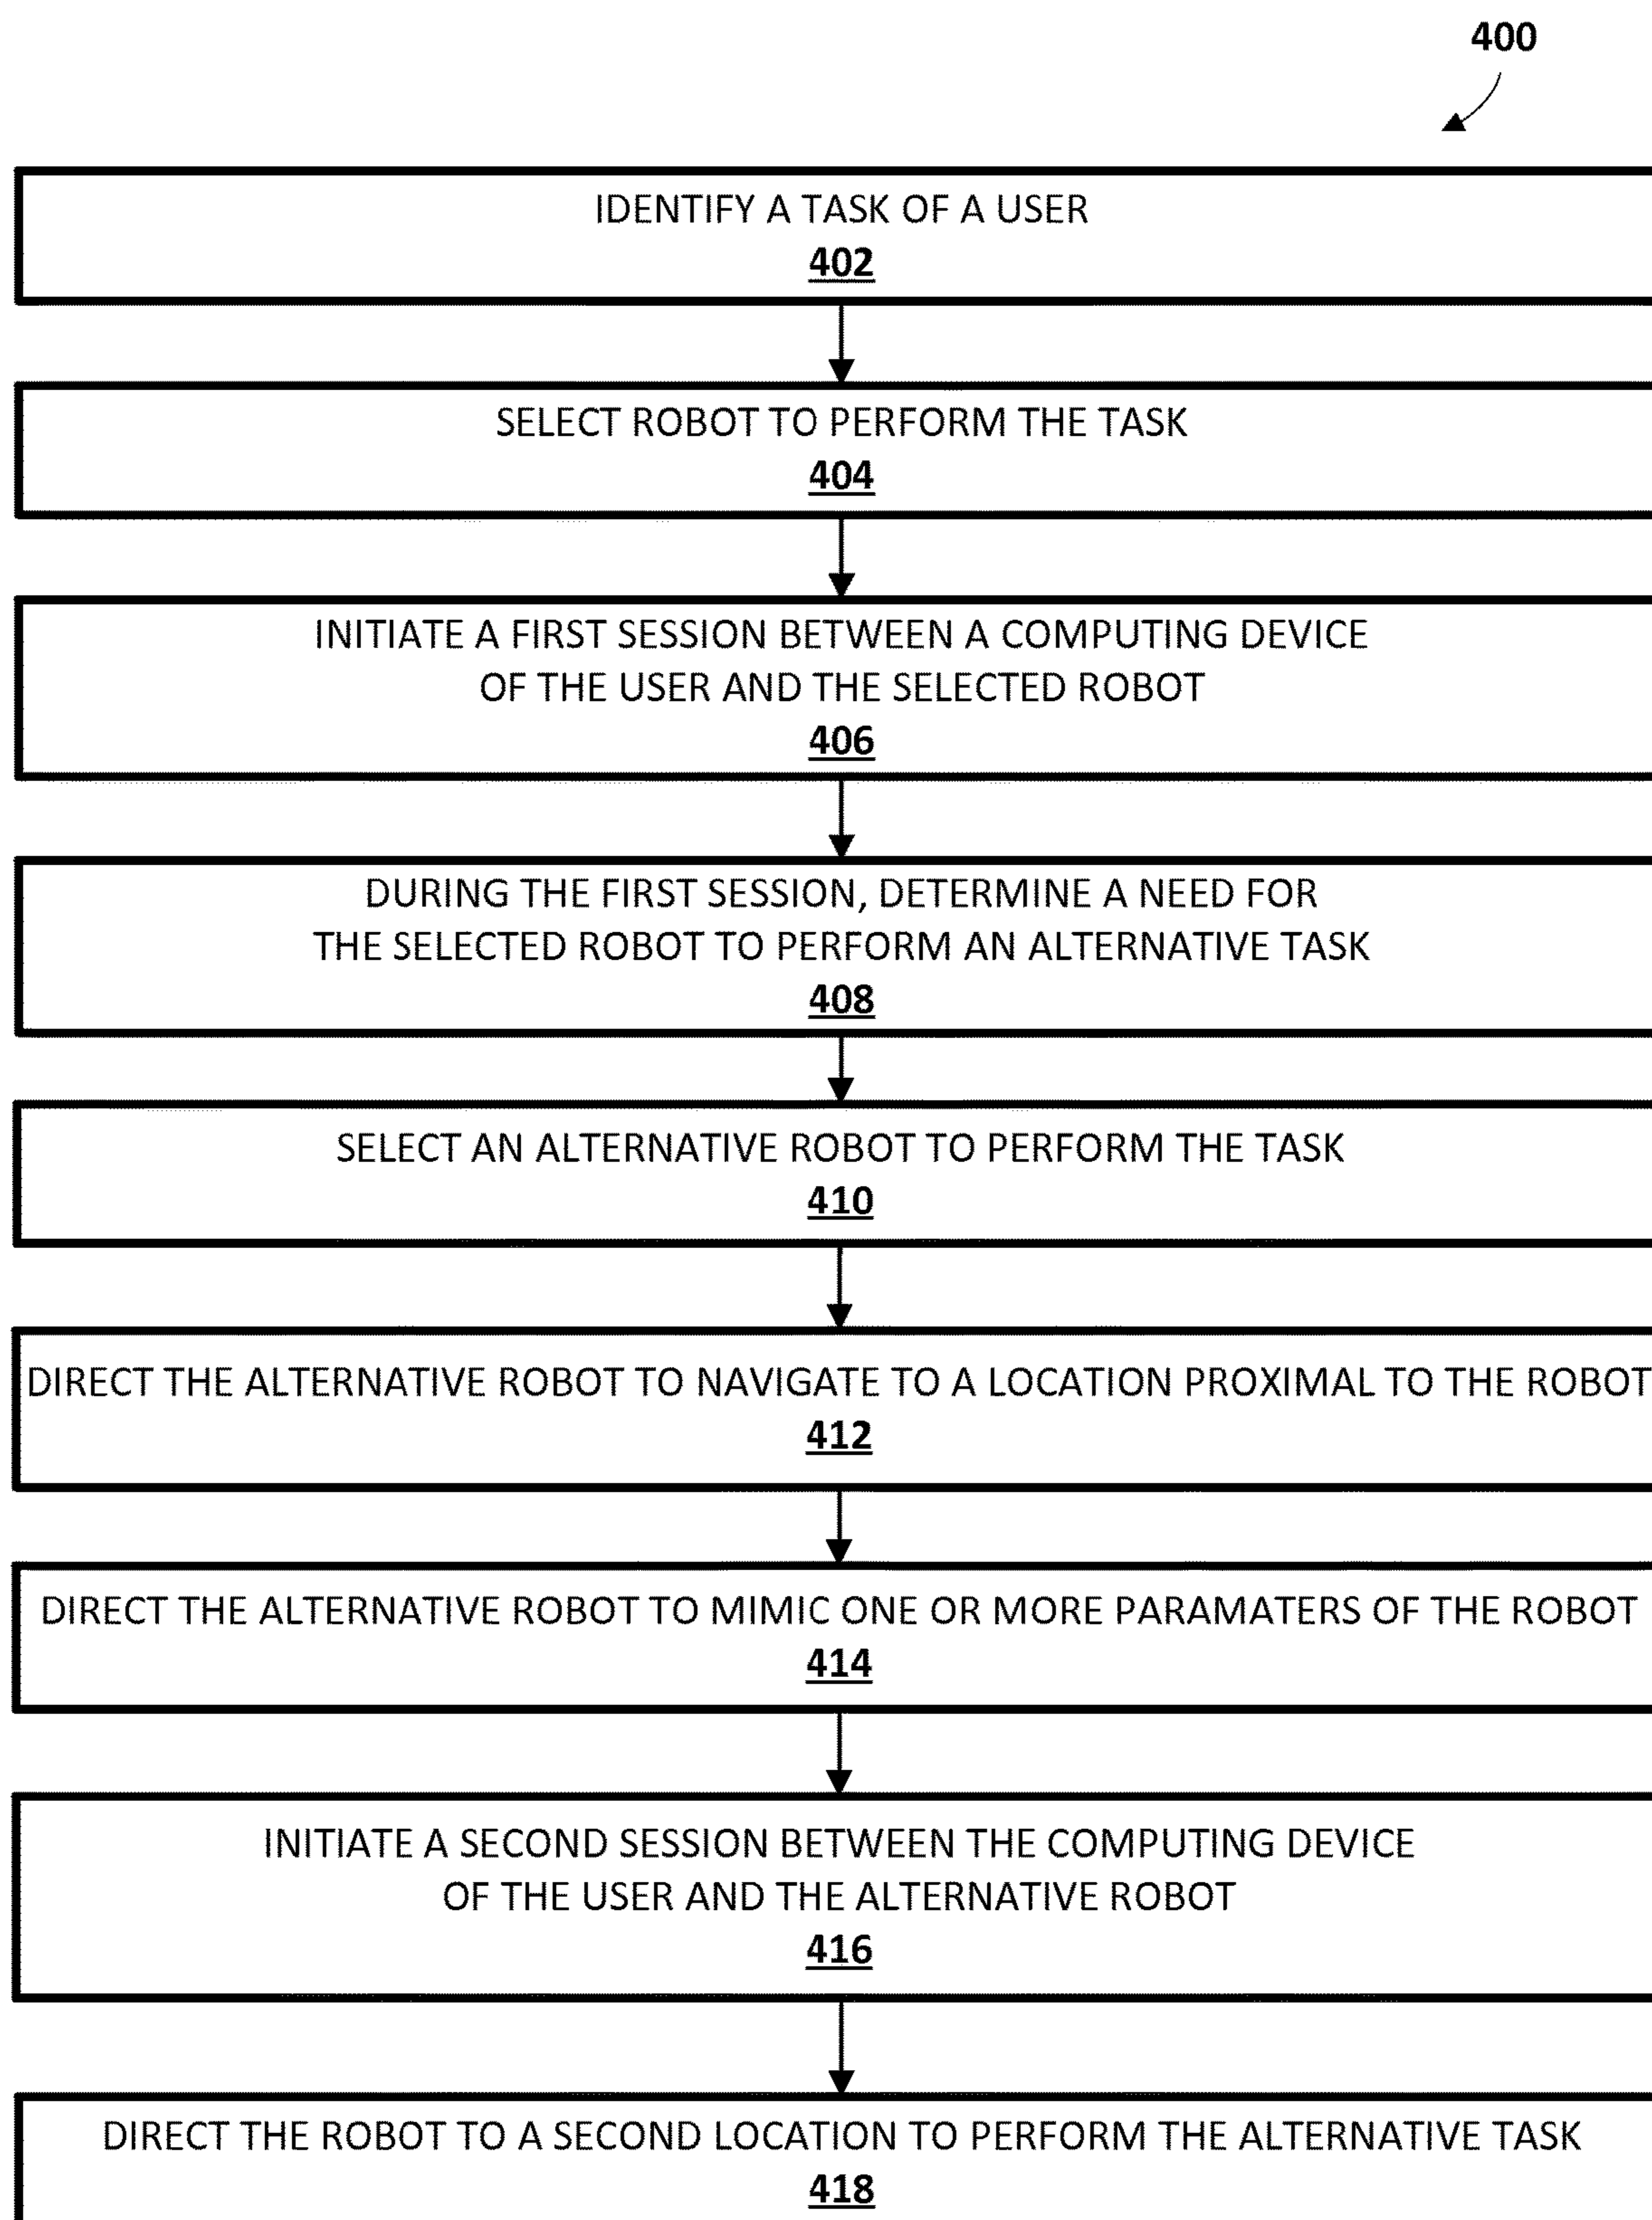 400
IDENTIFY A TASK OF A USER
402
SELECT ROBOT TO PERFORM THE TASK
404
INITIATE A FIRST SESSION BETWEEN A COMPUTING DEVICE
OF THE USER AND THE SELECTED ROBOT
406
DURING THE FIRST SESSION, DETERMINE A NEED FOR
THE SELECTED ROBOT TO PERFORM AN ALTERNATIVE TASK
408
SELECT AN ALTERNATIVE ROBOT TO PERFORM THE TASK
410
DIRECT THE ALTERNATIVE ROBOT TO NAVIGATE TO A LOCATION PROXIMAL TO THE ROBOT
412
DIRECT THE ALTERNATIVE ROBOT TO MIMIC ONE OR MORE PARAMATERS OF THE ROBOT
414
INITIATE A SECOND SESSION BETWEEN THE COMPUTING DEVICE
OF THE USER AND THE ALTERNATIVE ROBOT
416
DIRECT THE ROBOT TO A SECOND LOCATION TO PERFORM THE ALTERNATIVE TASK
418